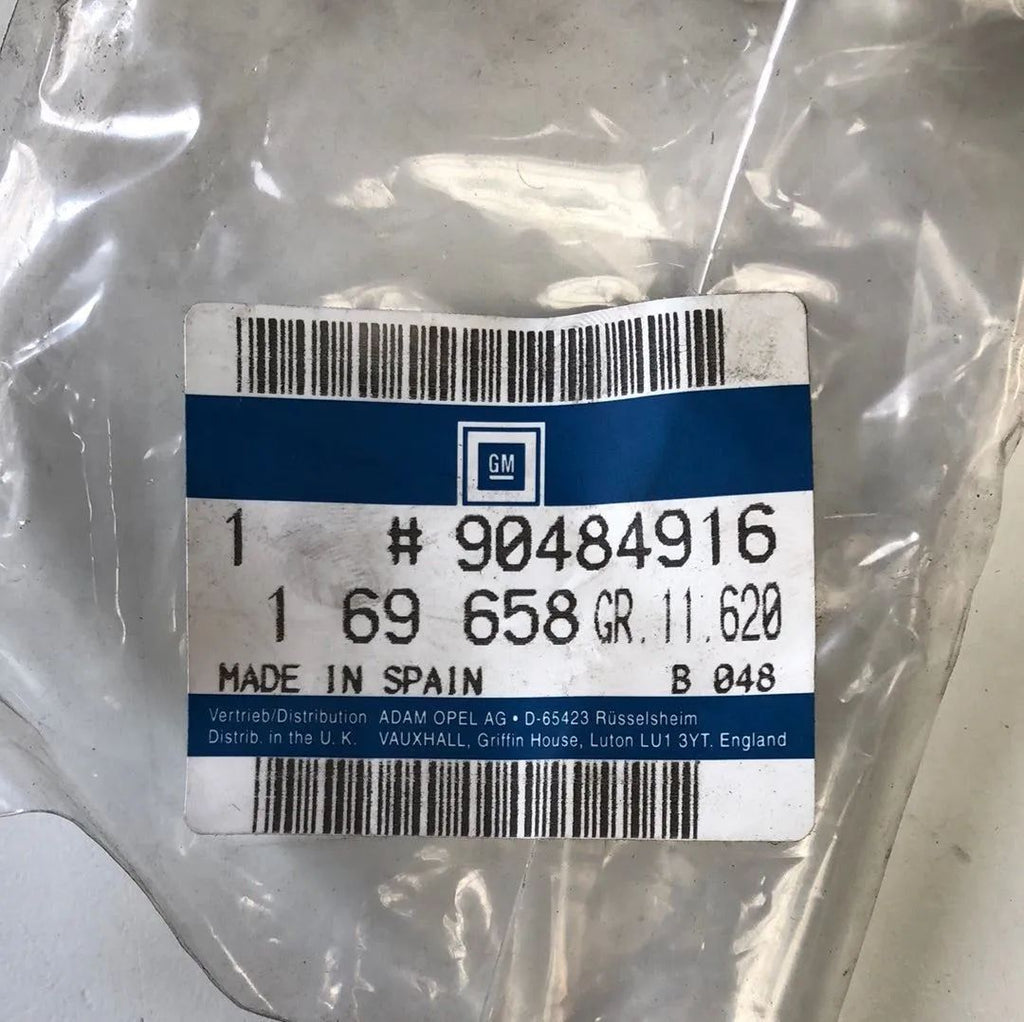 GM
1 # 90484916
1 69 658 GR. 11.620
MADE IN SPAIN B 048
Vertrieb/Distribution ADAM OPEL AG • D-65423 Rüsselsheim
Distrib. in the U. K. VAUXHALL, Griffin House, Luton LU1 3YT. England